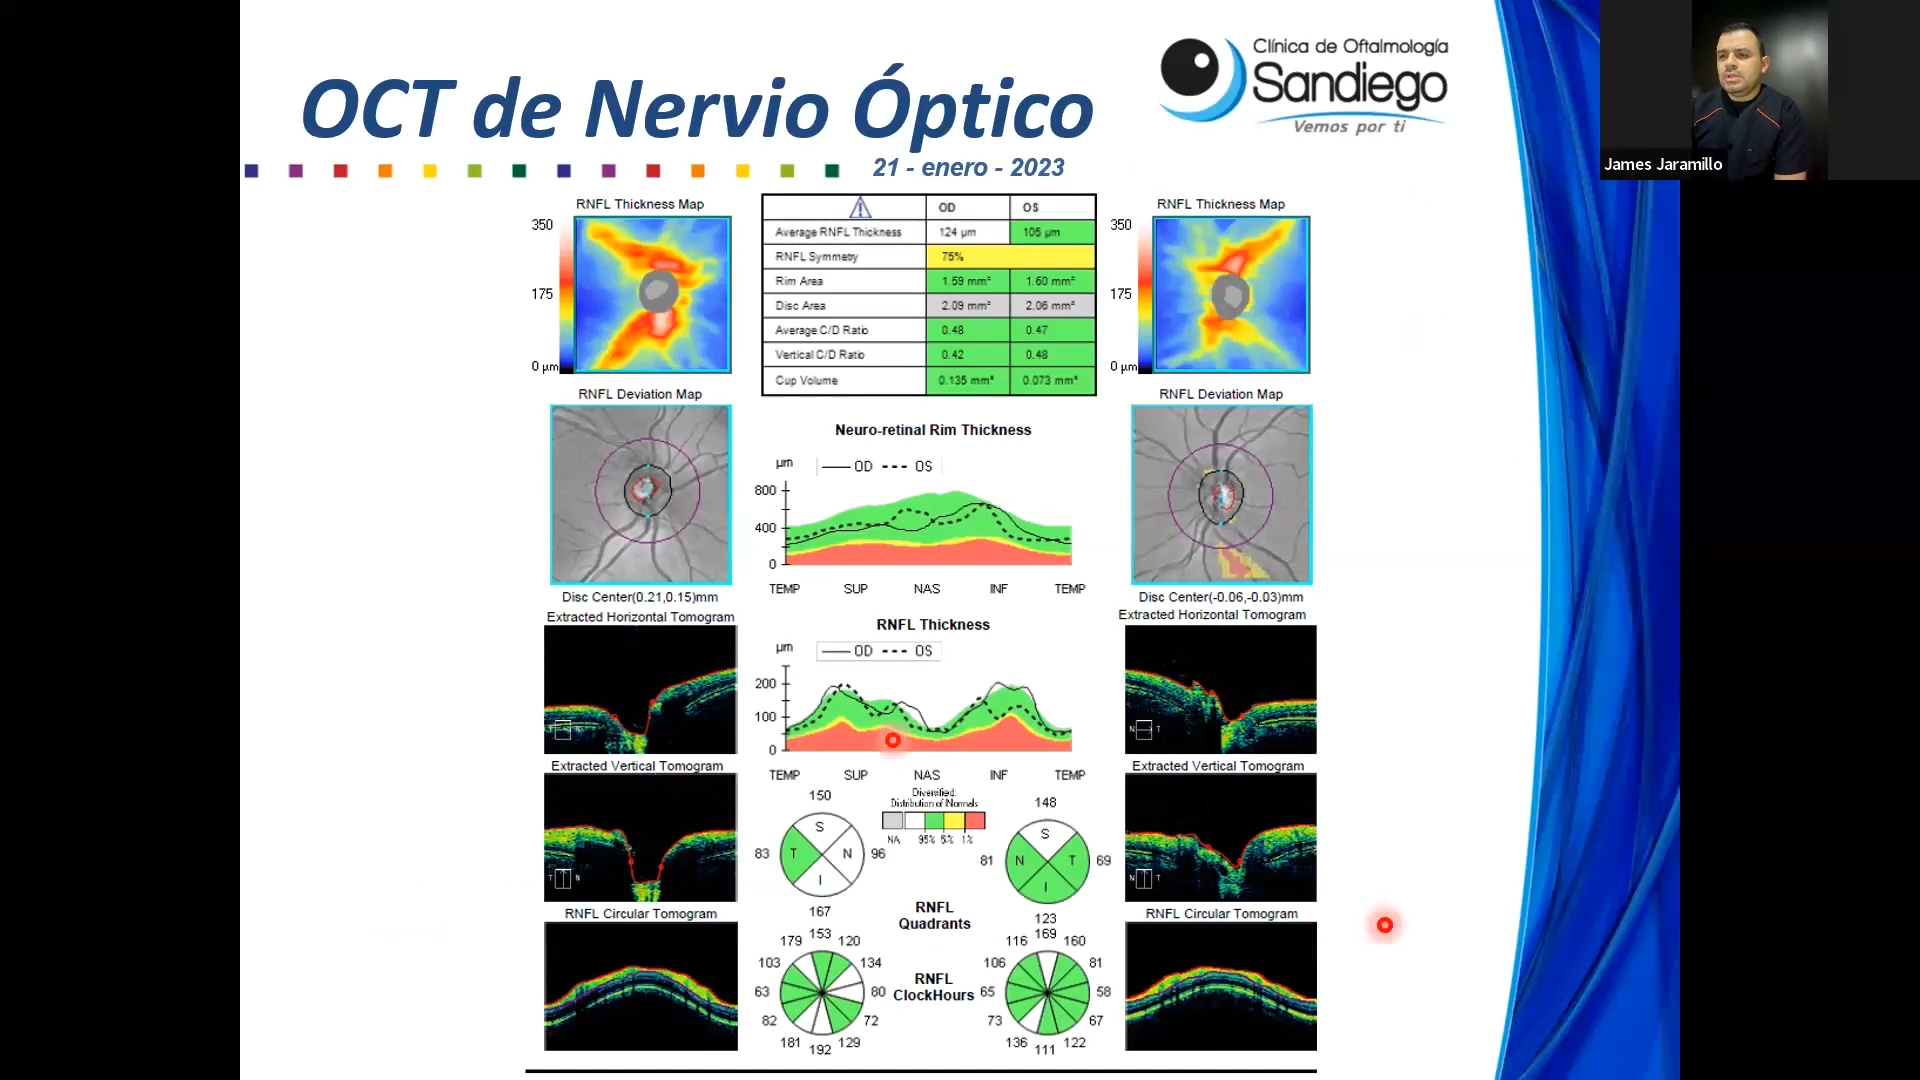 OCT de Nervio Óptico
21 - enero - 2023
Clínica de Oftalmología
Sandiego
Vemos por ti
James Jaramillo
RNFL Thickness Map
350
175
0 µm
OD OS
Average RNFL Thickness 124 µm 105 µm
RNFL Symmetry 75%
Rim Area 1.59 mm² 1.60 mm²
Disc Area 2.09 mm² 2.06 mm²
Average C/D Ratio 0.48 0.47
Vertical C/D Ratio 0.42 0.48
Cup Volume 0.135 mm³ 0.073 mm³
RNFL Thickness Map
350
175
0 µm
RNFL Deviation Map
Disc Center(0.21,0.15)mm
Neuro-retinal Rim Thickness
µm
OD OS
800
400
0
TEMP SUP NAS INF TEMP
RNFL Deviation Map
Disc Center(-0.06,-0.03)mm
Extracted Horizontal Tomogram
T N
RNFL Thickness
µm
OD OS
200
100
0
TEMP SUP NAS INF TEMP
Extracted Horizontal Tomogram
N T
Extracted Vertical Tomogram
T N
150
S
83 T N 96
I
167
Diversified:
Distribution of Normals
NA 95% 5% 1%
148
S
81 N T 69
I
123
Extracted Vertical Tomogram
N T
RNFL Quadrants
RNFL Circular Tomogram
179 153 120
103 134
63 80
82 72
181 192 129
RNFL
ClockHours
116 169 160
106 81
65 58
73 67
136 111 122
RNFL Circular Tomogram